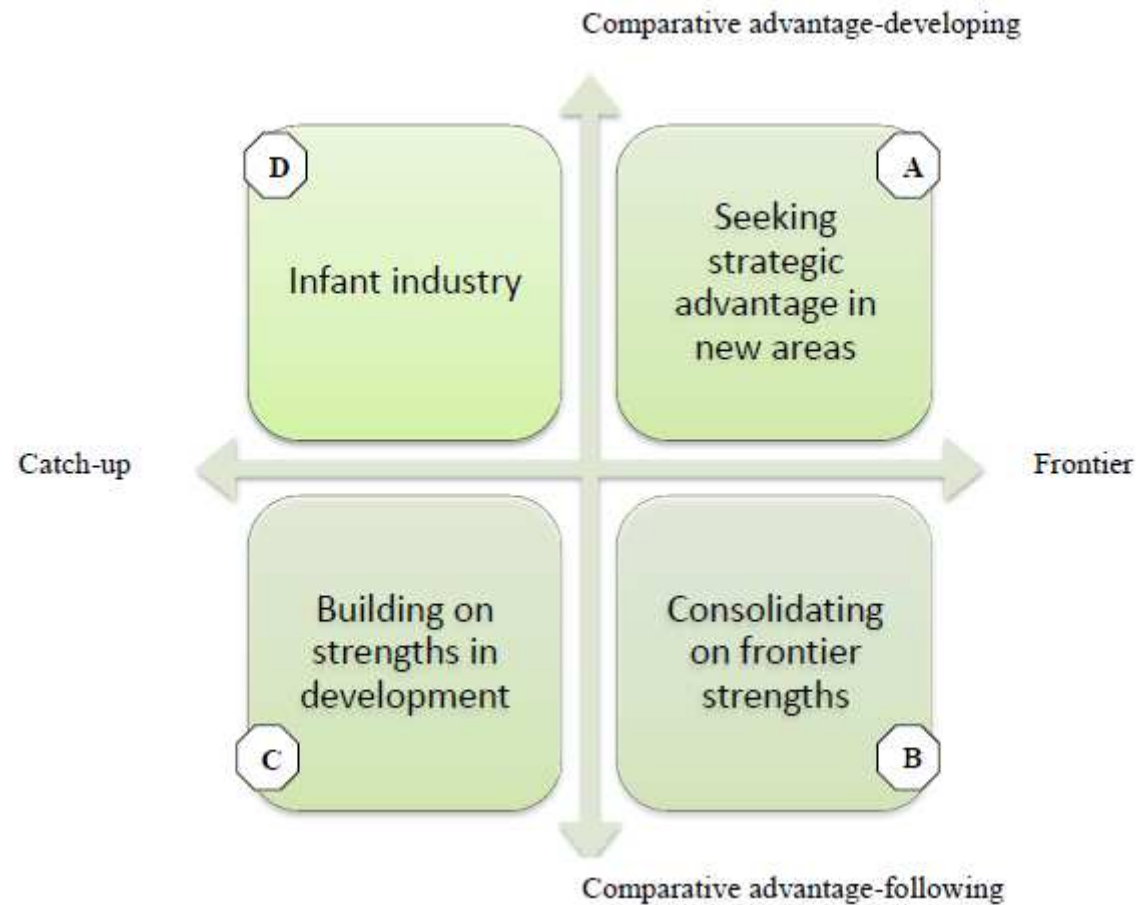 Comparative advantage-developing
D
A
Infant industry
Seeking
strategic
advantage in
new areas
Catch-up
Frontier
Building on
strengths in
development
C
Consolidating
on frontier
strengths
B
Comparative advantage-following